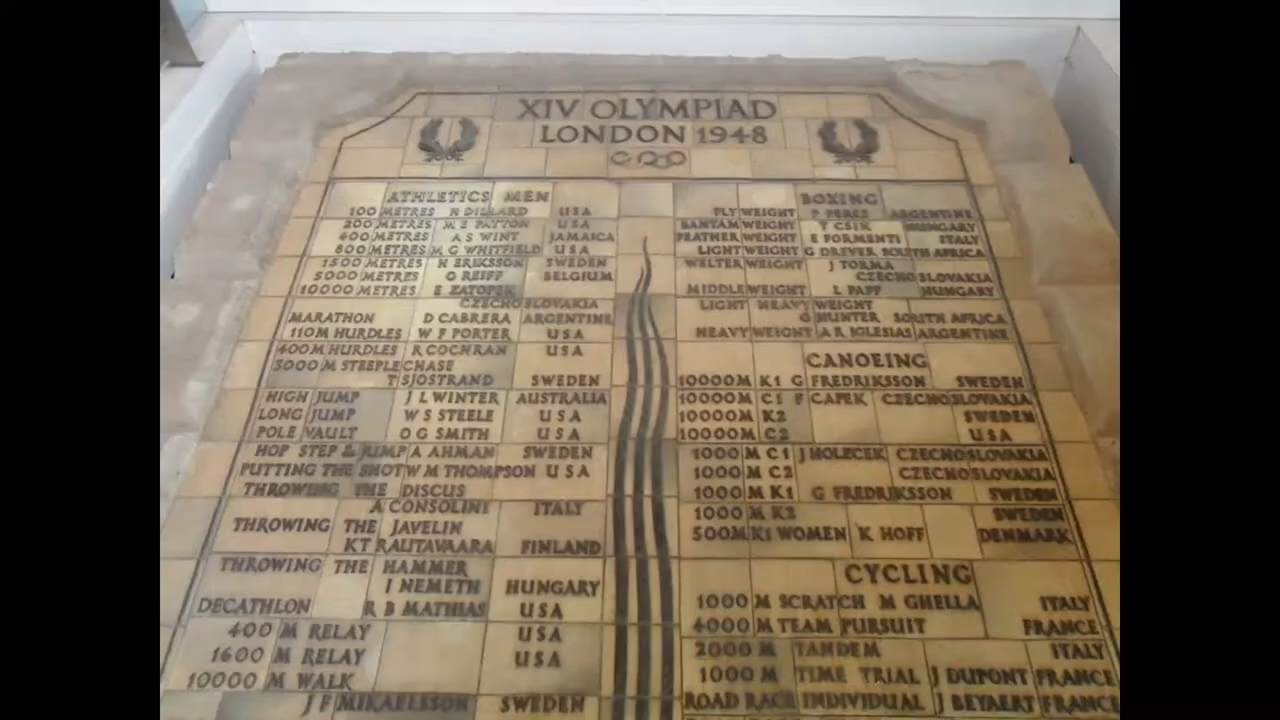 XIV OLYMPIAD
LONDON 1948
ATHLETICS MEN
100 METRES H DILLARD USA
200 METRES M E PATTON USA
400 METRES A S WINT JAMAICA
800 METRES M G WHITFIELD USA
1500 METRES H ERIKSSON SWEDEN
5000 METRES G REIFF BELGIUM
10000 METRES E ZATOPEK
CZECHOSLOVAKIA
MARATHON D CABRERA ARGENTINE
110M HURDLES W F PORTER USA
400M HURDLES R COCHRAN USA
3000 M STEEPLECHASE
T SJOSTRAND SWEDEN
HIGH JUMP J L WINTER AUSTRALIA
LONG JUMP W S STEELE USA
POLE VAULT O G SMITH USA
HOP STEP & JUMP A AHMAN SWEDEN
PUTTING THE SHOT W M THOMPSON USA
THROWING THE DISCUS
A CONSOLINI ITALY
THROWING THE JAVELIN
K T RAUTAVAARA FINLAND
THROWING THE HAMMER
I NEMETH HUNGARY
DECATHLON R B MATHIAS USA
400 M RELAY USA
1600 M RELAY USA
10000 M WALK
J F MIKAELSSON SWEDEN
BOXING
FLY WEIGHT P PEREZ ARGENTINE
BANTAM WEIGHT T CSIK HUNGARY
FEATHER WEIGHT E FORMENTI ITALY
LIGHT WEIGHT G DREYER SOUTH AFRICA
WELTER WEIGHT J TORMA
CZECHOSLOVAKIA
MIDDLE WEIGHT L PAPP HUNGARY
LIGHT HEAVY WEIGHT
G HUNTER SOUTH AFRICA
HEAVY WEIGHT A R IGLESIAS ARGENTINE
CANOEING
10000M K1 G FREDRIKSSON SWEDEN
10000M C1 F CAPEK CZECHOSLOVAKIA
10000M K2 SWEDEN
10000M C2 USA
1000 M C1 J HOLECEK CZECHOSLOVAKIA
1000 M C2 CZECHOSLOVAKIA
1000 M K1 G FREDRIKSSON SWEDEN
1000 M K2 SWEDEN
500M K1 WOMEN K HOFF DENMARK
CYCLING
1000 M SCRATCH M GHELLA ITALY
4000 M TEAM PURSUIT FRANCE
2000 M TANDEM ITALY
1000 M TIME TRIAL J DUPONT FRANCE
ROAD RACE INDIVIDUAL J BEYAERT FRANCE